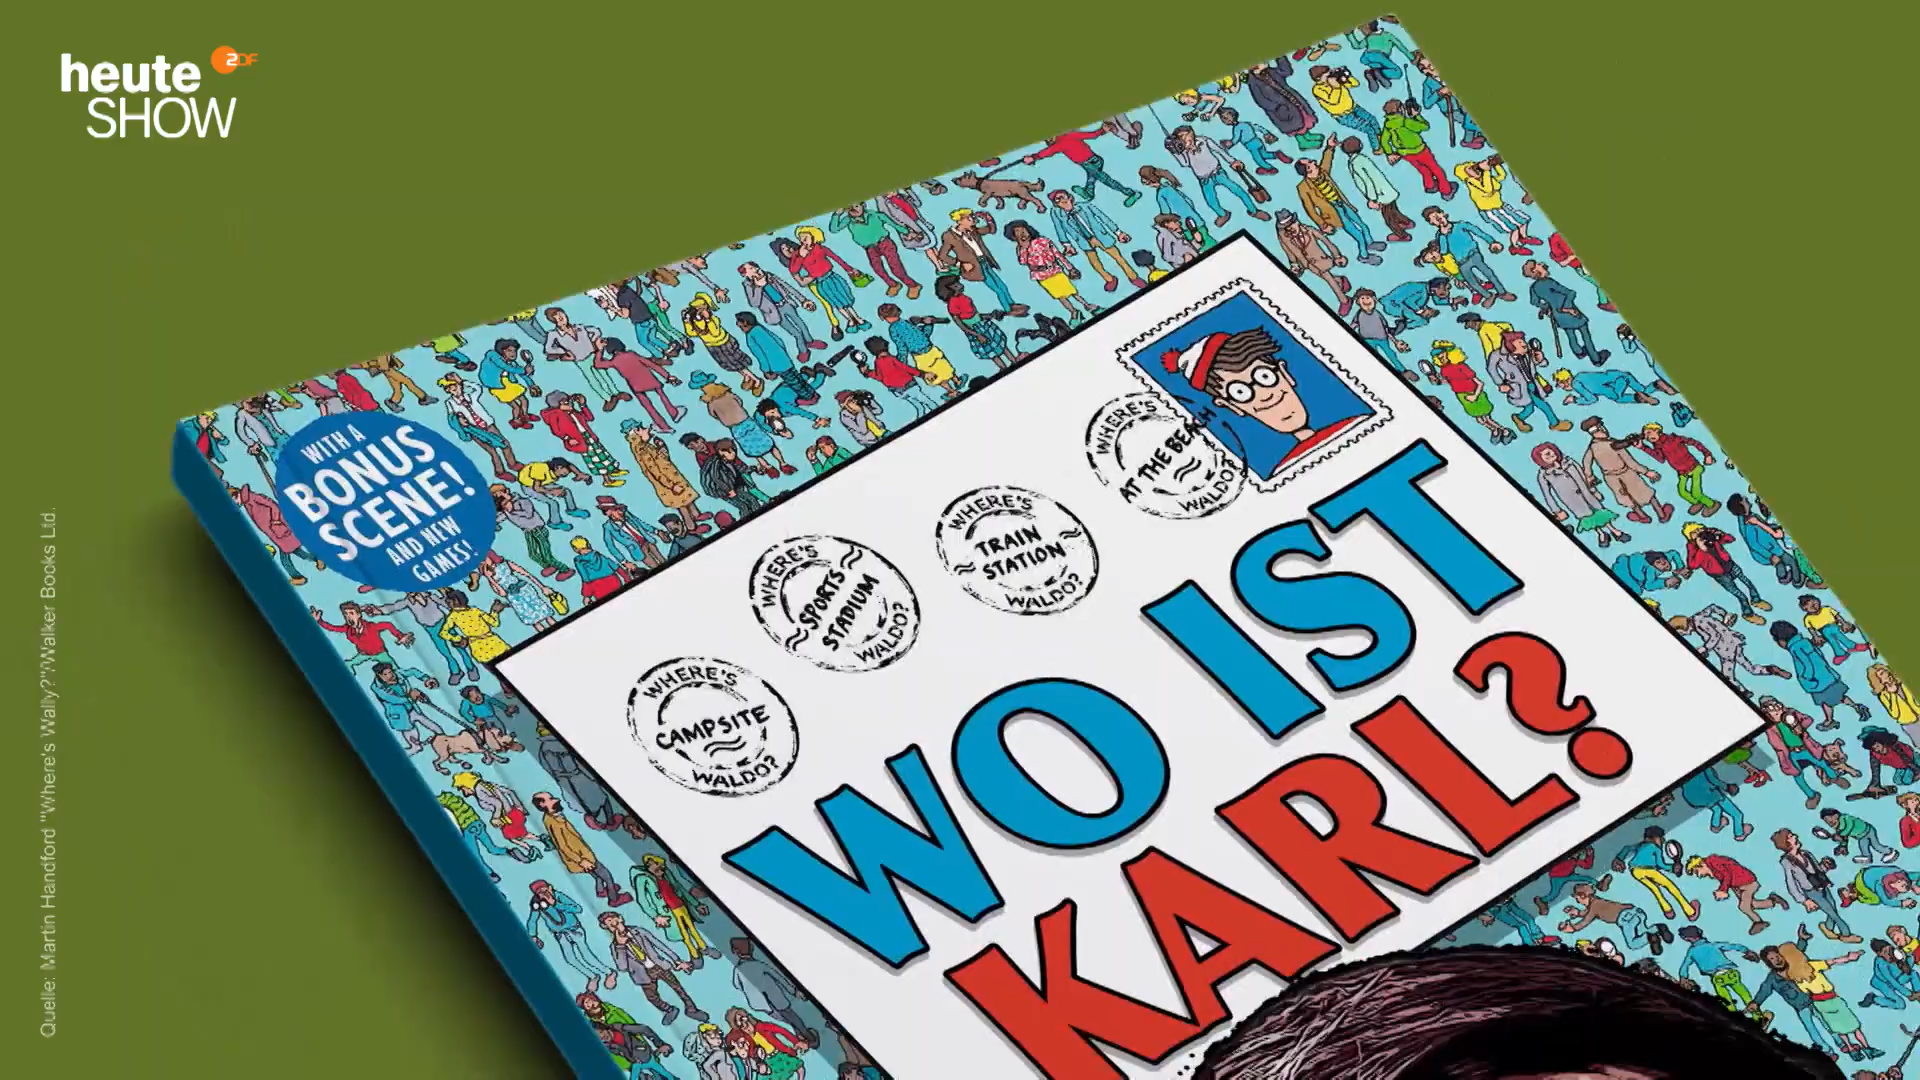 heute
ZDF
SHOW
WITH A
BONUS
SCENE!
AND NEW
GAMES!
WHERE'S
AT THE BEACH
WALDO?
WHERE'S
TRAIN
STATION
WALDO?
WHERE'S
SPORTS
STADIUM
WALDO?
WHERE'S
CAMPSITE
WALDO?
WO IST
KARL?
Quelle: Martin Handford "Where's Wally?"/Walker Books Ltd.